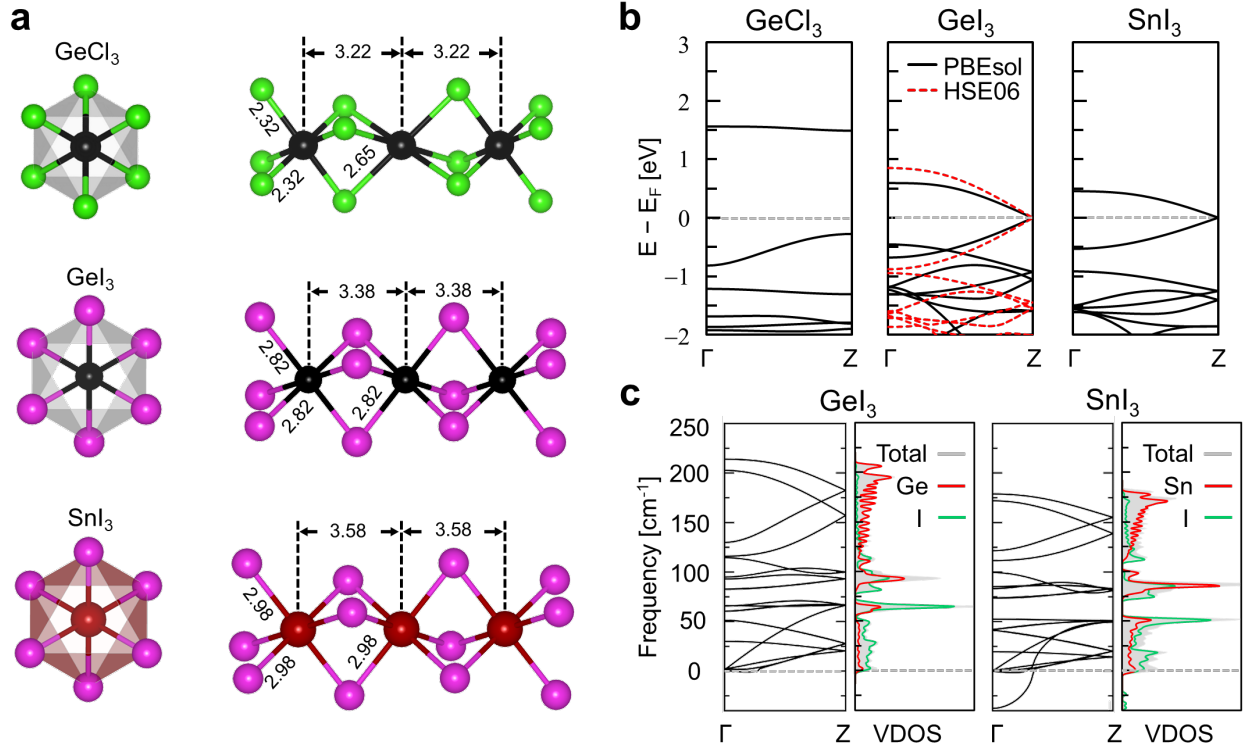 a
GeCl₃
3.22 3.22
2.32
2.32
2.65
GeI₃
3.38 3.38
2.82
2.82
2.82
SnI₃
3.58 3.58
2.98
2.98
2.98
b
GeCl₃ GeI₃ SnI₃
E − E_F [eV]
3
2
1
0
−1
−2
PBEsol
HSE06
Γ Z Γ Z Γ Z
c
GeI₃ SnI₃
Frequency [cm⁻¹]
250
200
150
100
50
0
Total
Ge
I
Total
Sn
I
Γ Z VDOS Γ Z VDOS